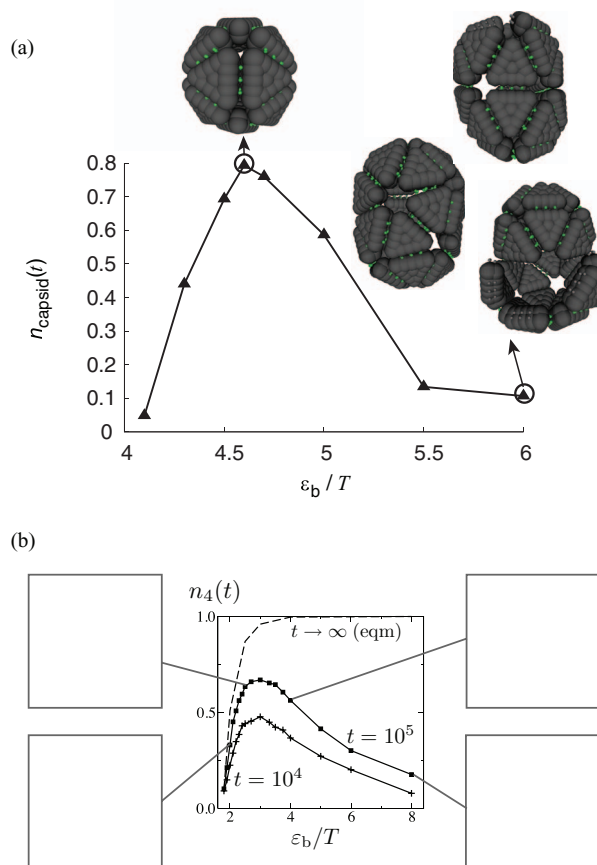 (a)
0.8
0.7
0.6
0.5
0.4
0.3
0.2
0.1
0
n_capsid(t)
4 4.5 5 5.5 6
ε_b / T
(b)
n_4(t)
1.0
t → ∞ (eqm)
0.5
t = 10^5
t = 10^4
0.0
2 4 6 8
ε_b/T